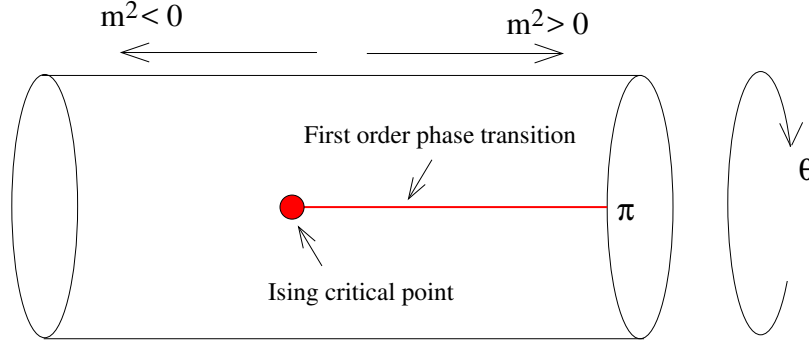 m² < 0
m² > 0
First order phase transition
θ
π
Ising critical point